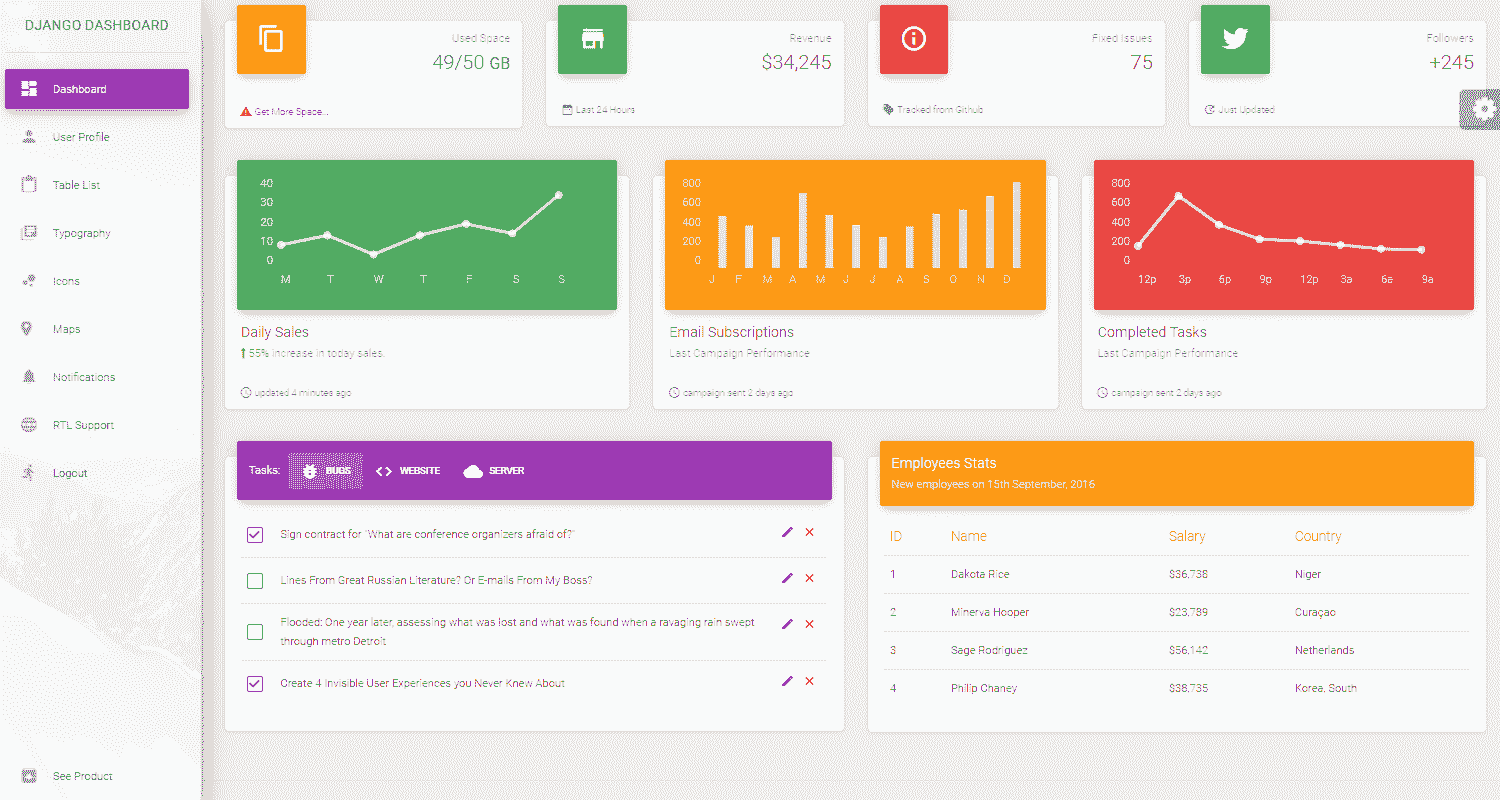 DJANGO DASHBOARD
Dashboard
User Profile
Table List
Typography
Icons
Maps
Notifications
RTL Support
Logout
See Product
Used Space
49/50 GB
Get More Space...
Revenue
$34,245
Last 24 Hours
Fixed Issues
75
Tracked from Github
Followers
+245
Just Updated
40
30
20
10
0
M T W T F S S
Daily Sales
55% increase in today sales.
updated 4 minutes ago
800
600
400
200
0
J F M A M J J A S O N D
Email Subscriptions
Last Campaign Performance
campaign sent 2 days ago
800
600
400
200
0
12p 3p 6p 9p 12p 3a 6a 9a
Completed Tasks
Last Campaign Performance
campaign sent 2 days ago
Tasks: BUGS WEBSITE SERVER
Sign contract for "What are conference organizers afraid of?"
Lines From Great Russian Literature? Or E-mails From My Boss?
Flooded: One year later, assessing what was lost and what was found when a ravaging rain swept
through metro Detroit
Create 4 Invisible User Experiences you Never Knew About
Employees Stats
New employees on 15th September, 2016
ID Name Salary Country
1 Dakota Rice $36,738 Niger
2 Minerva Hooper $23,789 Curaçao
3 Sage Rodriguez $56,142 Netherlands
4 Philip Chaney $38,735 Korea, South